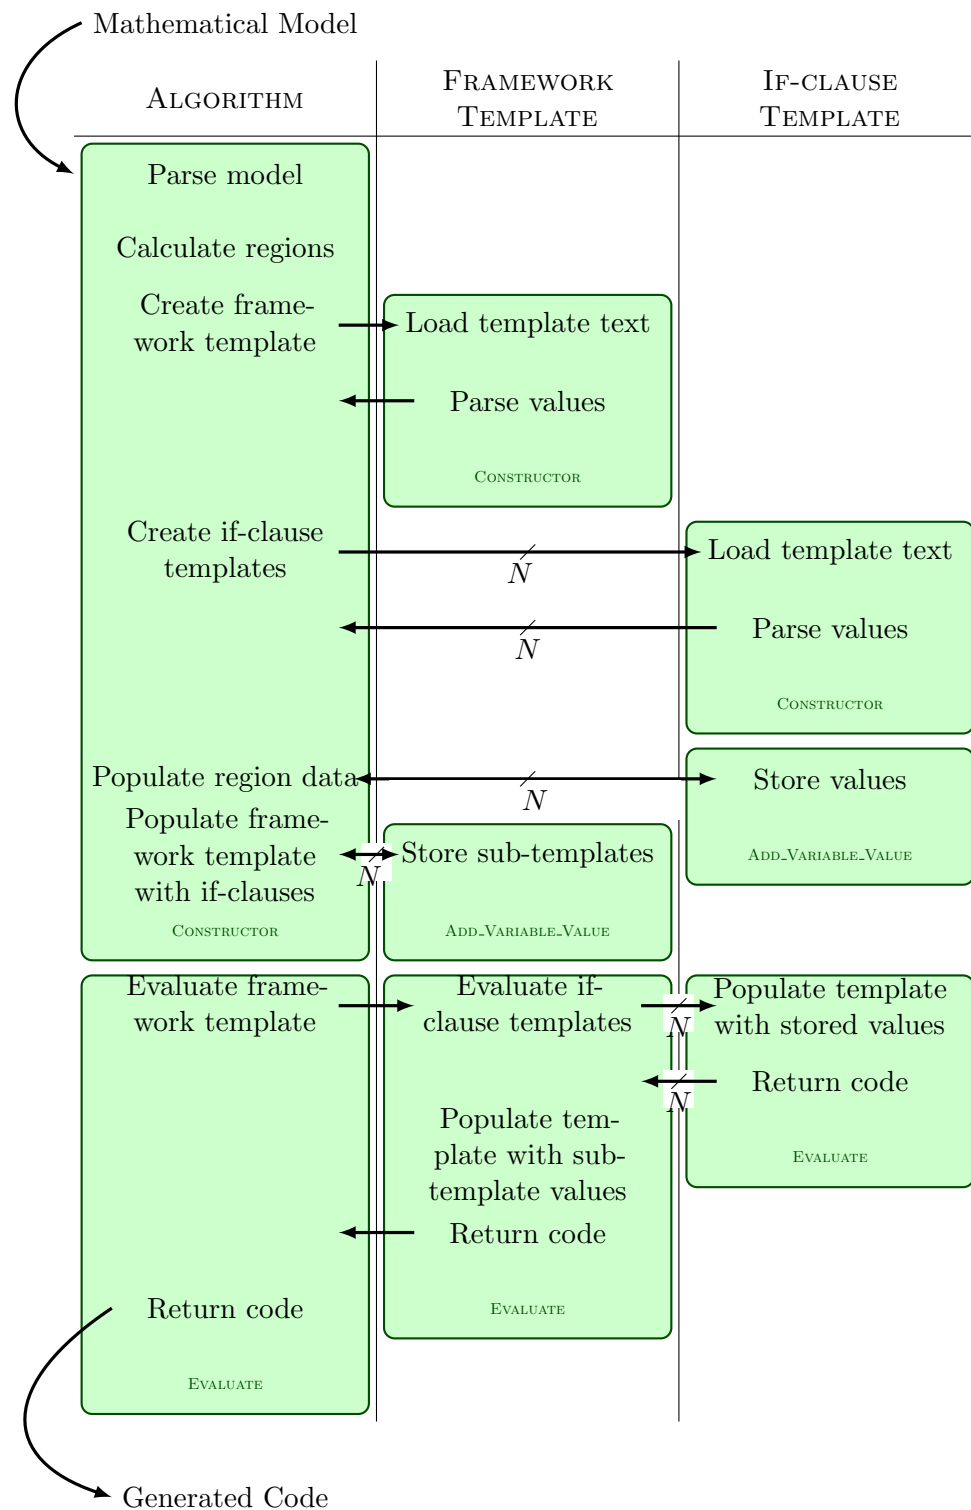 Mathematical Model
ALGORITHM
FRAMEWORK
TEMPLATE
IF-CLAUSE
TEMPLATE
Parse model
Calculate regions
Create frame-
work template
Load template text
Parse values
CONSTRUCTOR
Create if-clause
templates
N
Load template text
N
Parse values
CONSTRUCTOR
Populate region data
N
Store values
ADD_VARIABLE_VALUE
Populate frame-
work template
with if-clauses
N
Store sub-templates
CONSTRUCTOR
ADD_VARIABLE_VALUE
Evaluate frame-
work template
Evaluate if-
clause templates
N
Populate template
with stored values
N
Return code
EVALUATE
Populate tem-
plate with sub-
template values
Return code
EVALUATE
Return code
EVALUATE
Generated Code